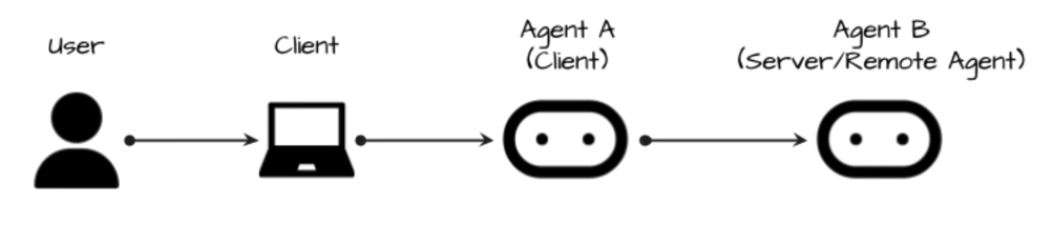 User
Client
Agent A
(Client)
Agent B
(Server/Remote Agent)